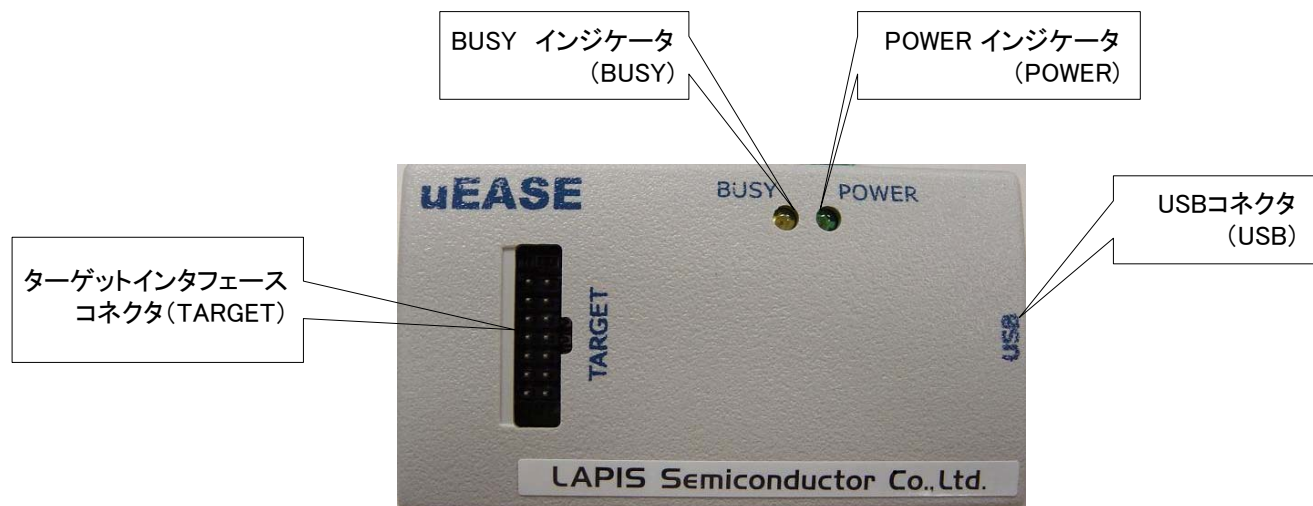 BUSY インジケータ
(BUSY)
POWER インジケータ
(POWER)
uEASE
BUSY
POWER
USBコネクタ
(USB)
ターゲットインタフェース
コネクタ(TARGET)
TARGET
USB
LAPIS Semiconductor Co.,Ltd.